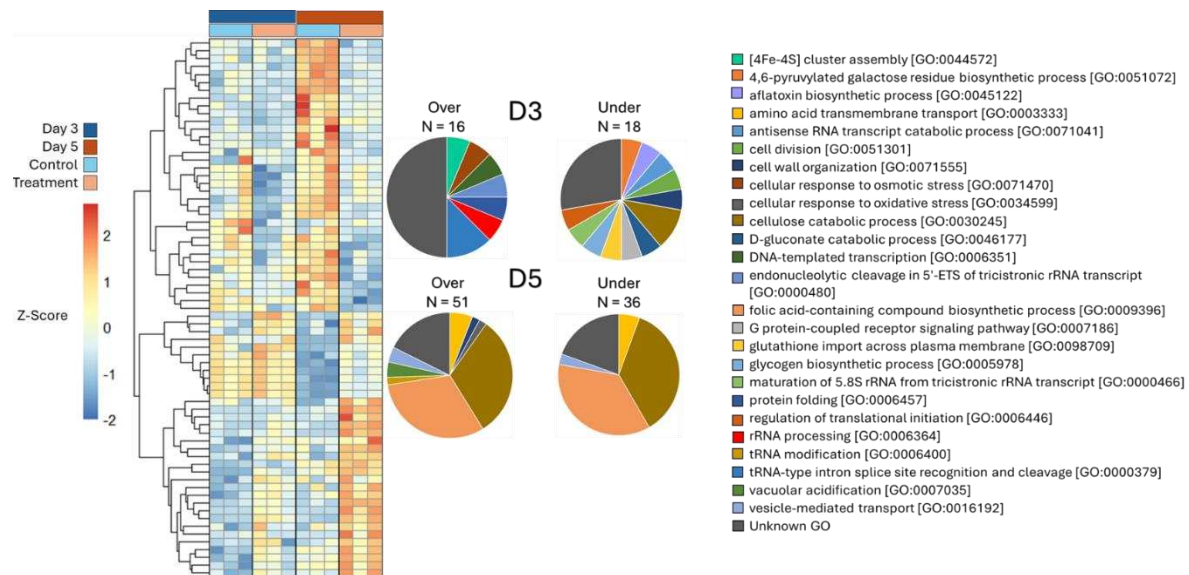 Day 3
Day 5
Control
Treatment
2
1
0
-1
-2
Z-Score
D3
Over
N = 16
Under
N = 18
D5
Over
N = 51
Under
N = 36
[4Fe-4S] cluster assembly [GO:0044572]
4,6-pyruvylated galactose residue biosynthetic process [GO:0051072]
aflatoxin biosynthetic process [GO:0045122]
amino acid transmembrane transport [GO:0003333]
antisense RNA transcript catabolic process [GO:0071041]
cell division [GO:0051301]
cell wall organization [GO:0071555]
cellular response to osmotic stress [GO:0071470]
cellular response to oxidative stress [GO:0034599]
cellulose catabolic process [GO:0030245]
D-gluconate catabolic process [GO:0046177]
DNA-templated transcription [GO:0006351]
endonucleolytic cleavage in 5'-ETS of tricistronic rRNA transcript
[GO:0000480]
folic acid-containing compound biosynthetic process [GO:0009396]
G protein-coupled receptor signaling pathway [GO:0007186]
glutathione import across plasma membrane [GO:0098709]
glycogen biosynthetic process [GO:0005978]
maturation of 5.8S rRNA from tricistronic rRNA transcript [GO:0000466]
protein folding [GO:0006457]
regulation of translational initiation [GO:0006446]
rRNA processing [GO:0006364]
tRNA modification [GO:0006400]
tRNA-type intron splice site recognition and cleavage [GO:0000379]
vacuolar acidification [GO:0007035]
vesicle-mediated transport [GO:0016192]
Unknown GO